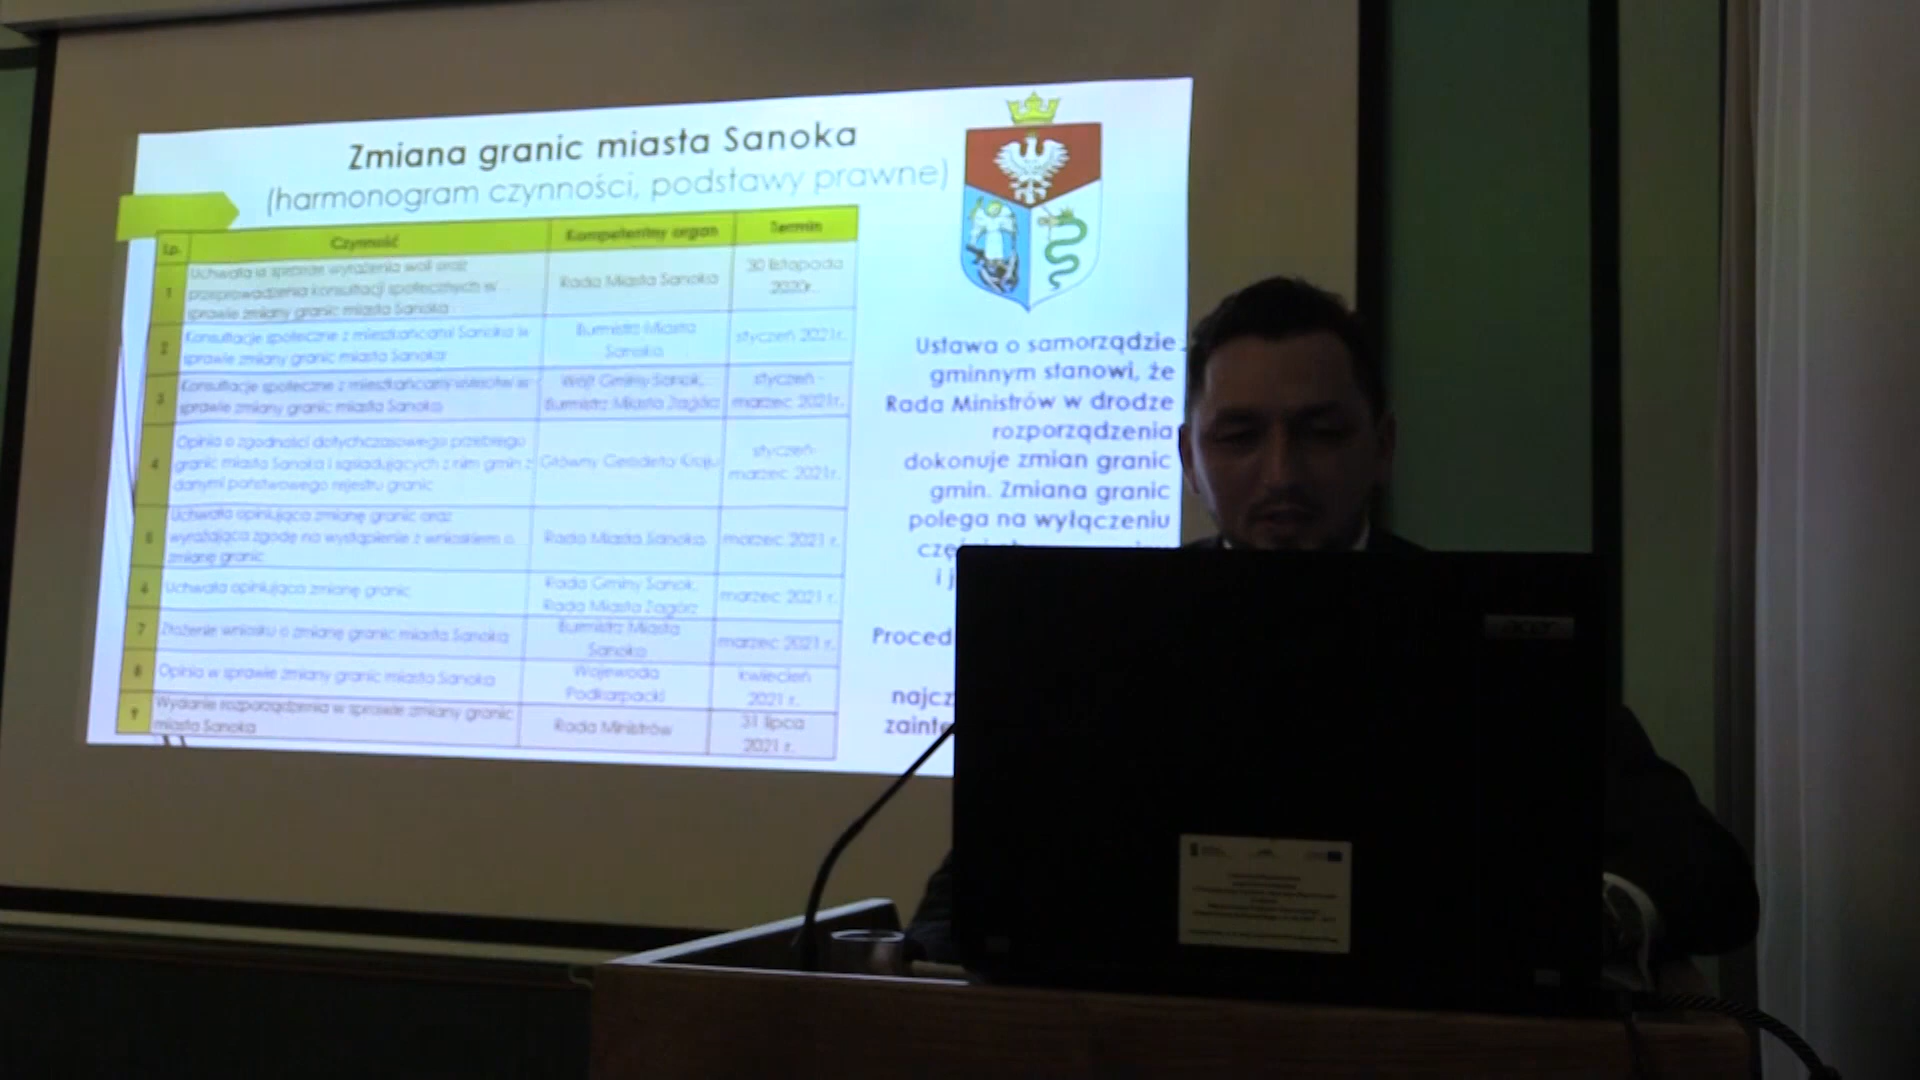 Zmiana granic miasta Sanoka
(harmonogram czynności, podstawy prawne)
Lp. Czynność Kompetentny organ Termin
1 Uchwała w sprawie wyrażenia woli oraz
przeprowadzenia konsultacji społecznych w
sprawie zmiany granic miasta Sanoka
Rada Miasta Sanoka
30 listopada
2020r.
2 Konsultacje społeczne z mieszkańcami Sanoka w
sprawie zmiany granic miasta Sanoka
Burmistrz Miasta
Sanoka
styczeń 2021r.
3 Konsultacje społeczne z mieszkańcami w
sprawie zmiany granic miasta Sanoka
Wójt Gminy Sanok,
Burmistrz Miasta Zagórz
styczeń -
marzec 2021r.
4 Opinia o zgodności dotychczasowego przebiegu
granic miasta Sanoka i sąsiadujących z nim gmin z
danymi państwowego rejestru granic
Główny Geodeta Kraju
styczeń-
marzec 2021r.
5 Uchwała opiniująca zmianę granic oraz
wyrażająca zgodę na wystąpienie z wnioskiem o
zmianę granic
Rada Miasta Sanoka
marzec 2021 r.
6 Uchwała opiniująca zmianę granic
Rada Gminy Sanok,
Rada Miasta Zagórz
marzec 2021 r.
7 Złożenie wniosku o zmianę granic miasta Sanoka
Burmistrz Miasta
Sanoka
marzec 2021 r.
8 Opinia w sprawie zmiany granic miasta Sanoka
Wojewoda
Podkarpacki
kwiecień
2021 r.
9 Wydanie rozporządzenia w sprawie zmiany granic
miasta Sanoka
Rada Ministrów
31 lipca
2021 r.
Ustawa o samorządzie
gminnym stanowi, że
Rada Ministrów w drodze
rozporządzenia
dokonuje zmian granic
gmin. Zmiana granic
polega na wyłączeniu
częś
i j
Proced
najcz
zainte
acer